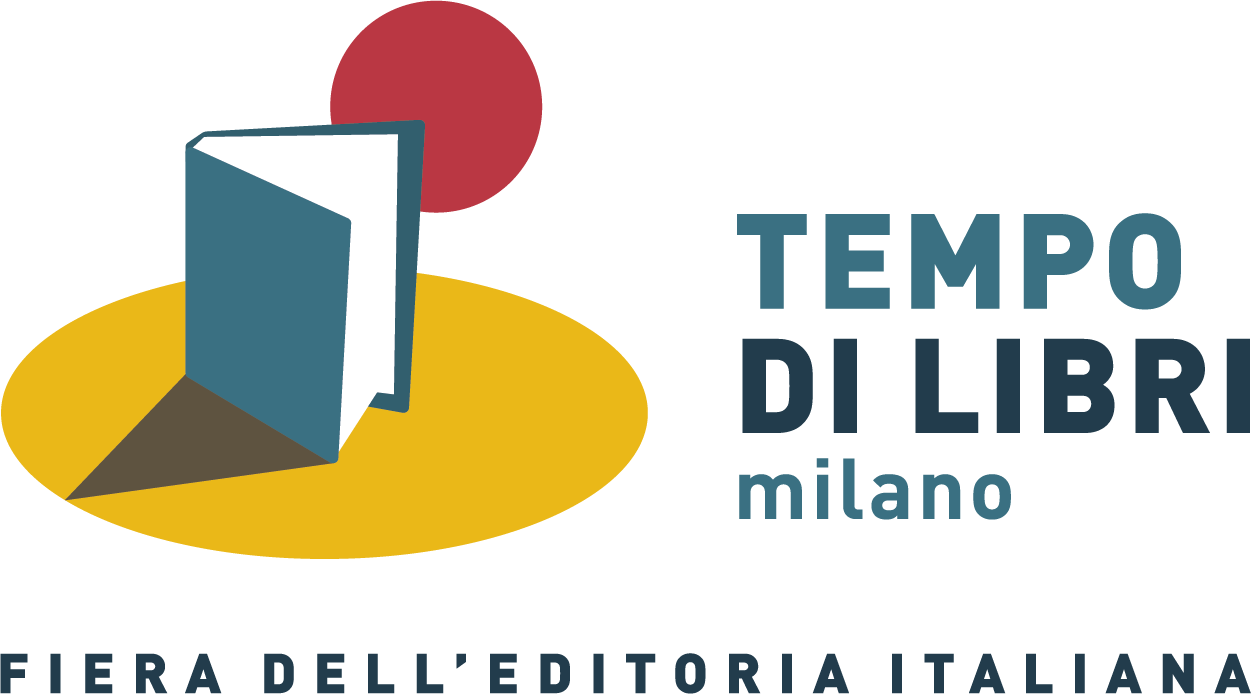 TEMPO
DI LIBRI
milano
FIERA DELL’EDITORIA ITALIANA